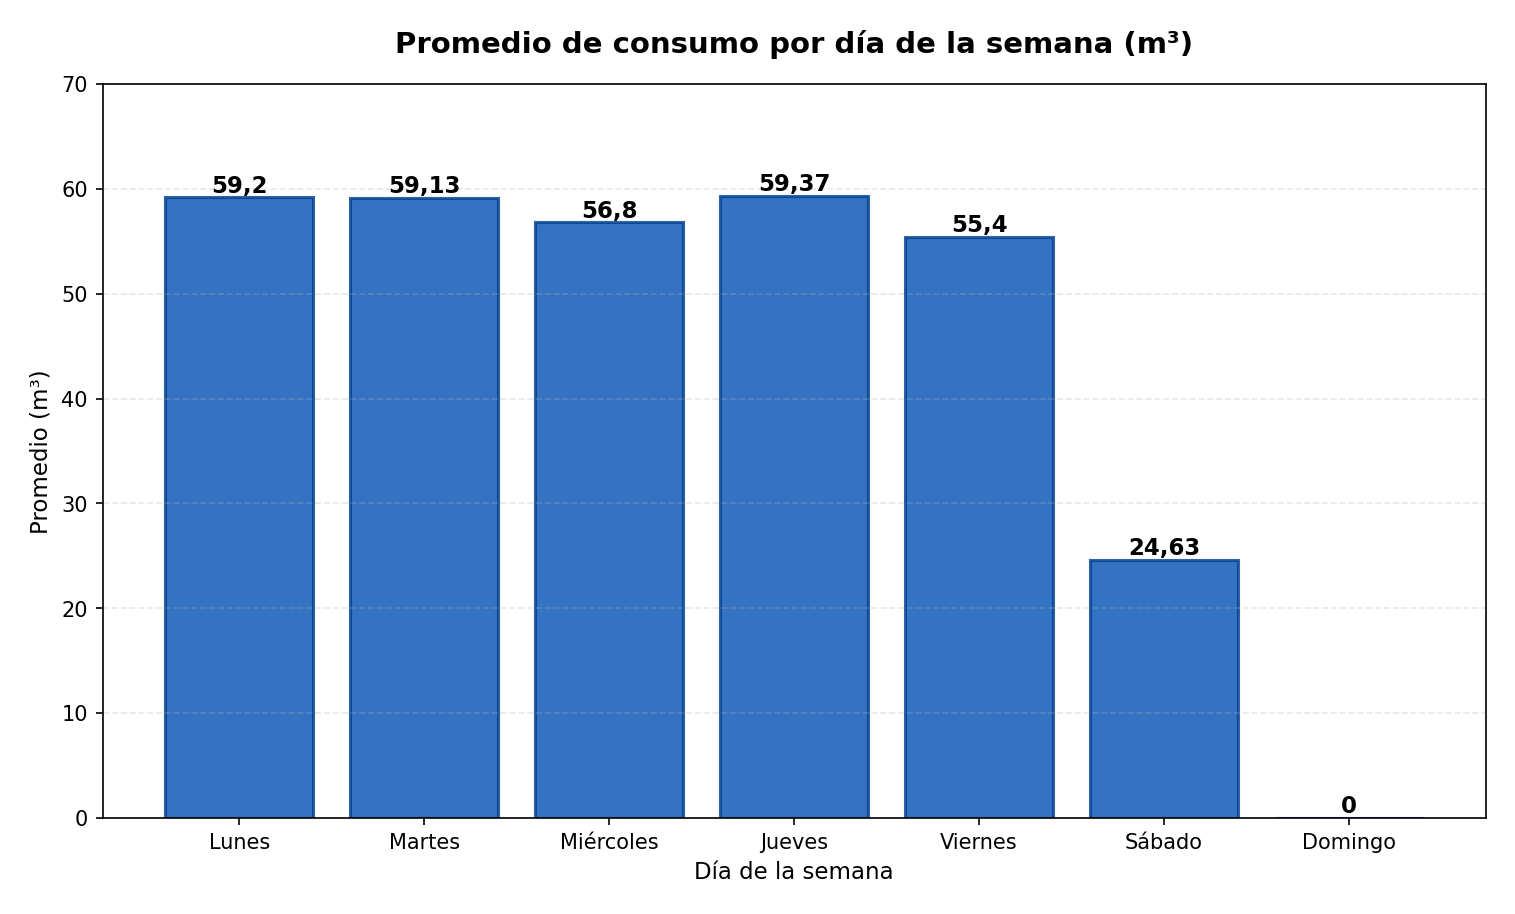 Promedio de consumo por día de la semana (m³)
Promedio (m³)
70
60
50
40
30
20
10
0
59,2
59,13
56,8
59,37
55,4
24,63
0
Lunes
Martes
Miércoles
Jueves
Viernes
Sábado
Domingo
Día de la semana